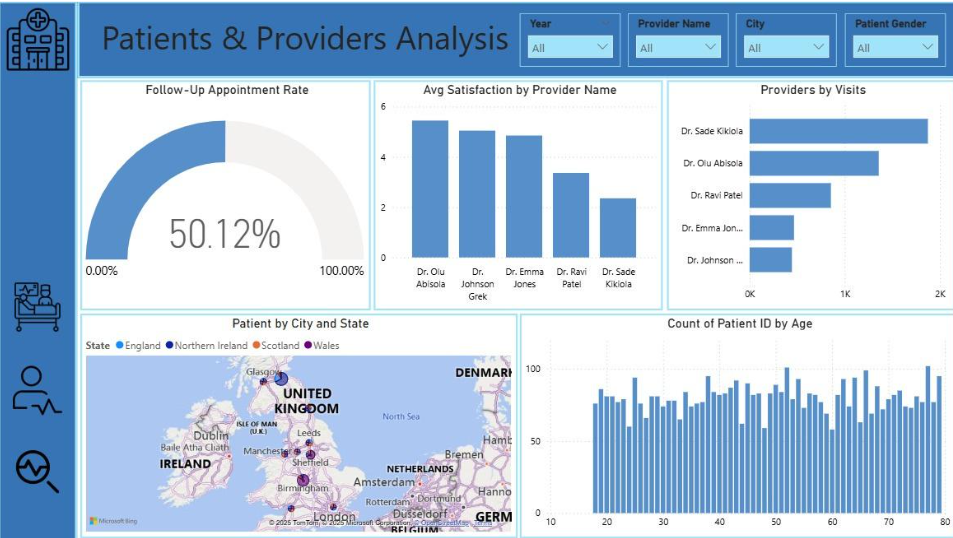 Patients & Providers Analysis
Year
All
Provider Name
All
City
All
Patient Gender
All
Follow-Up Appointment Rate
50.12%
0.00%
100.00%
Avg Satisfaction by Provider Name
6
4
2
0
Dr. Olu Abisola
Dr. Johnson Grek
Dr. Emma Jones
Dr. Ravi Patel
Dr. Sade Kikiola
Providers by Visits
Dr. Sade Kikiola
Dr. Olu Abisola
Dr. Ravi Patel
Dr. Emma Jon...
Dr. Johnson ...
0K
1K
2K
Patient by City and State
State
England
Northern Ireland
Scotland
Wales
Glasgow
DENMARK
UNITED
KINGDOM
North Sea
ISLE OF MAN
(U.K.)
Dublin
Baile Átha Cliath
IRELAND
Leeds
Manchester
Sheffield
Hamb
Bremen
NETHERLANDS
Amsterdam
Hanno
Birmingham
Rotterdam
Dortmund
London
Düsseldorf
GERM
BELGIUM
Microsoft Bing
© 2025 TomTom, © 2025 Microsoft Corporation, © OpenStreetMap Terms
Count of Patient ID by Age
100
50
0
10
20
30
40
50
60
70
80